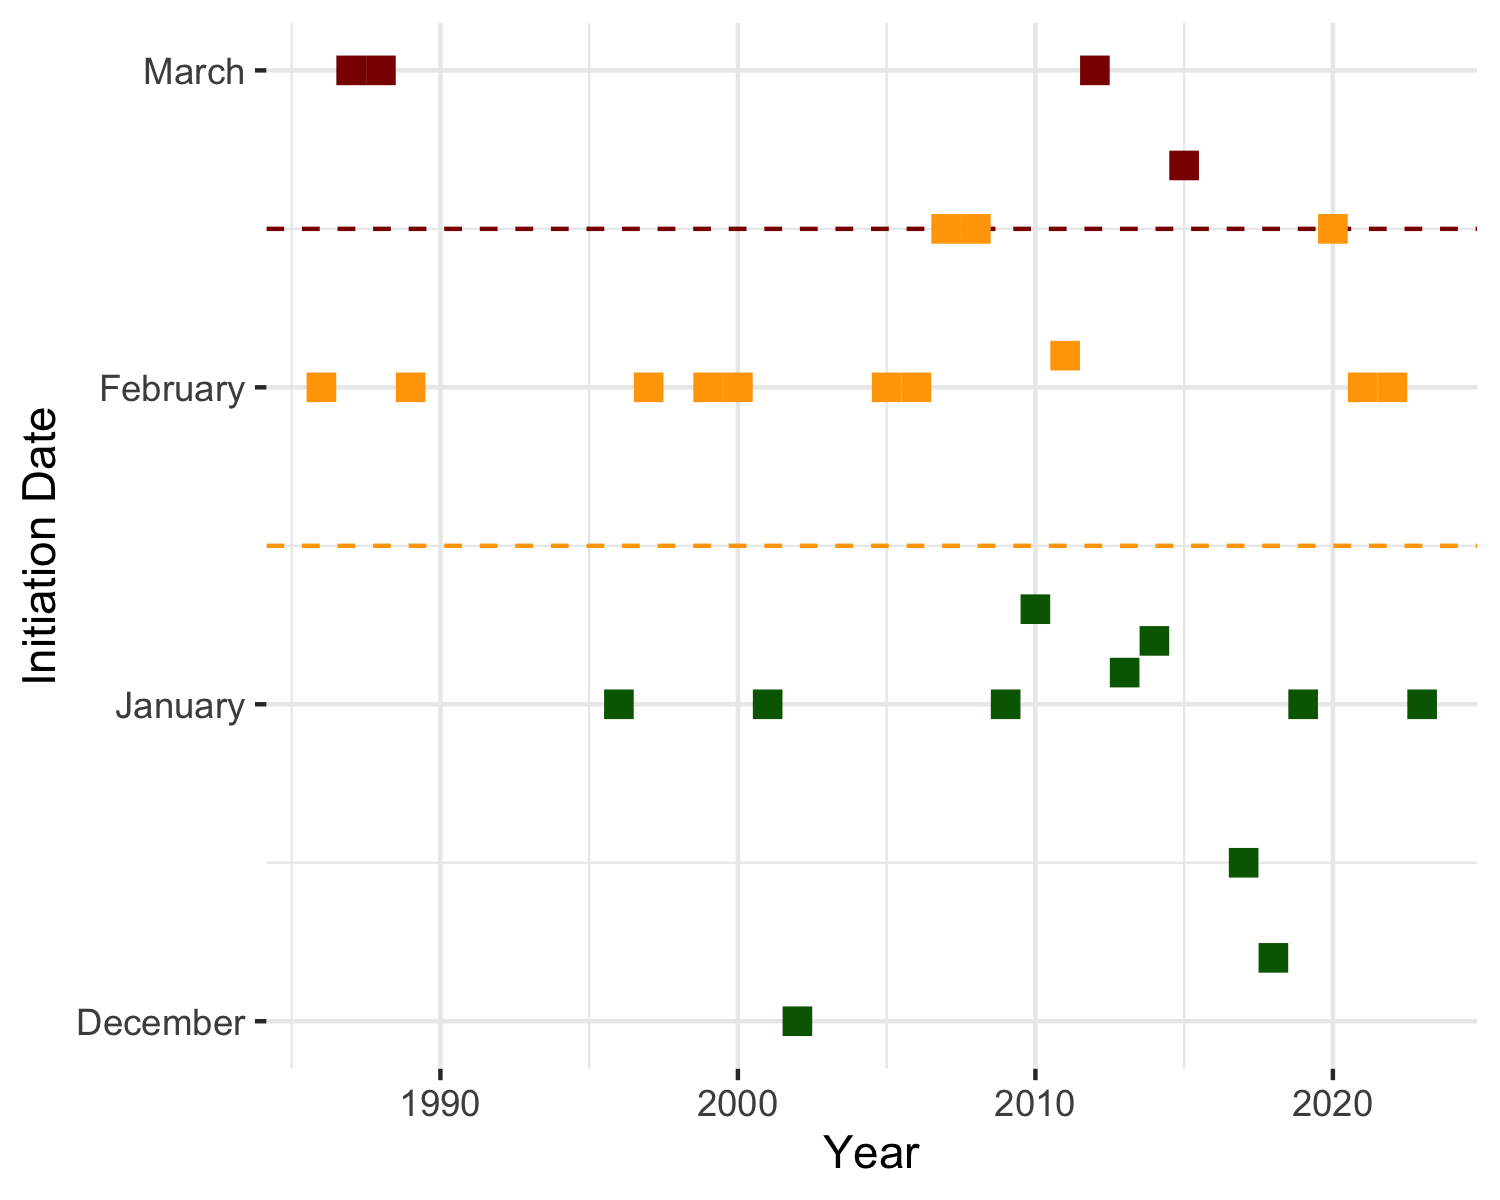 March
February
January
December
Initiation Date
1990
2000
2010
2020
Year